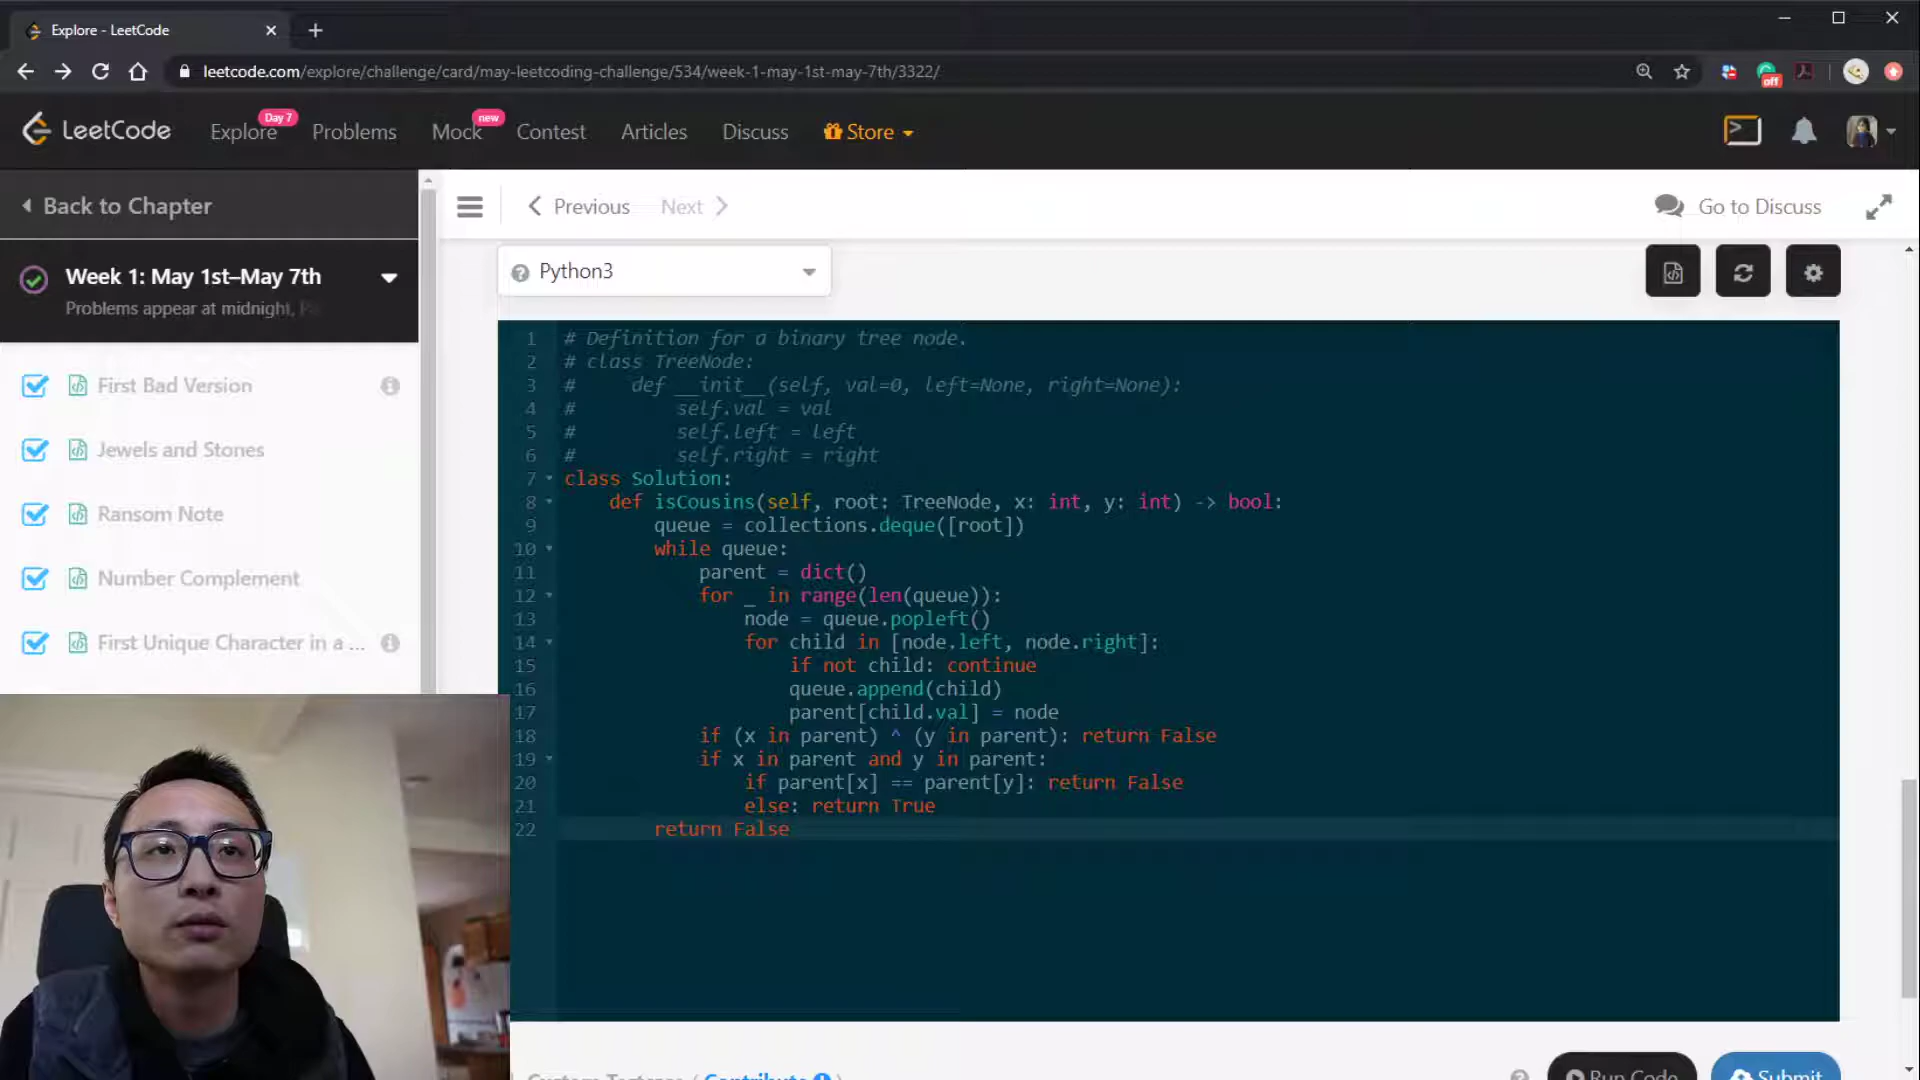 Explore - LeetCode
leetcode.com/explore/challenge/card/may-leetcoding-challenge/534/week-1-may-1st-may-7th/3322/
off
LeetCode
Explore
Day 7
Problems
Mock
new
Contest
Articles
Discuss
Store
Back to Chapter
Previous
Next
Go to Discuss
Week 1: May 1st–May 7th
Problems appear at midnight,
First Bad Version
Jewels and Stones
Ransom Note
Number Complement
First Unique Character in a ...
Python3
1 # Definition for a binary tree node.
2 # class TreeNode:
3 #     def __init__(self, val=0, left=None, right=None):
4 #         self.val = val
5 #         self.left = left
6 #         self.right = right
7 class Solution:
8     def isCousins(self, root: TreeNode, x: int, y: int) -> bool:
9         queue = collections.deque([root])
10         while queue:
11             parent = dict()
12             for _ in range(len(queue)):
13                 node = queue.popleft()
14                 for child in [node.left, node.right]:
15                     if not child: continue
16                     queue.append(child)
17                     parent[child.val] = node
18             if (x in parent) ^ (y in parent): return False
19             if x in parent and y in parent:
20                 if parent[x] == parent[y]: return False
21                 else: return True
22         return False
Contribute
Run Code
Submit